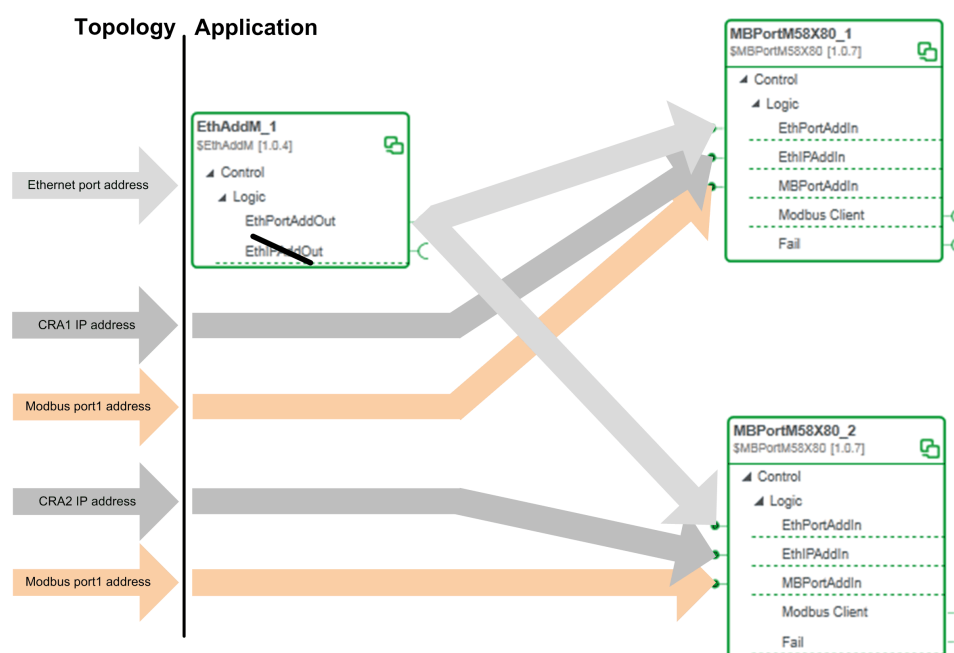 Topology Application
EthAddM_1
$EthAddM [1.0.4]
Control
Logic
EthPortAddOut
EthIPAddOut
Ethernet port address
CRA1 IP address
Modbus port1 address
CRA2 IP address
Modbus port1 address
MBPortM58X80_1
$MBPortM58X80 [1.0.7]
Control
Logic
EthPortAddIn
EthIPAddIn
MBPortAddIn
Modbus Client
Fail
MBPortM58X80_2
$MBPortM58X80 [1.0.7]
Control
Logic
EthPortAddIn
EthIPAddIn
MBPortAddIn
Modbus Client
Fail